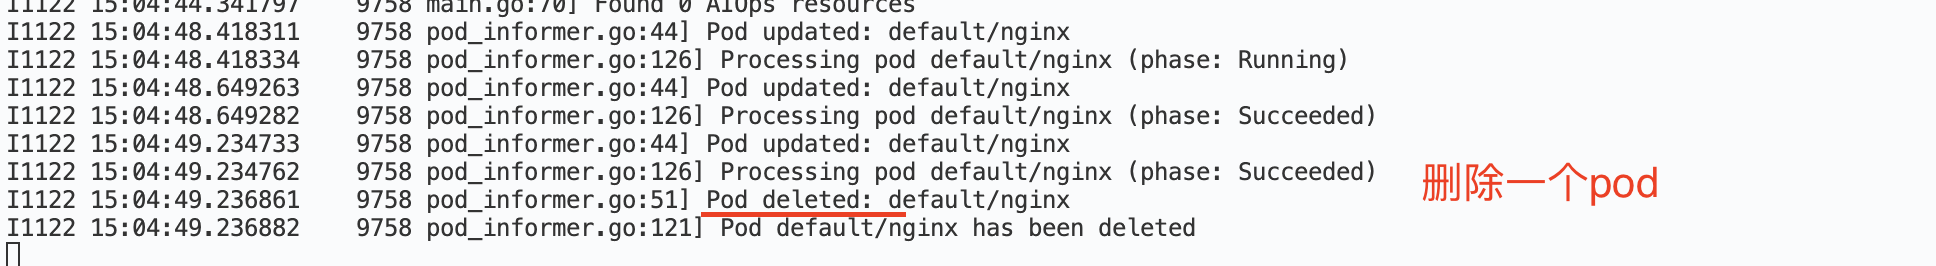 I1122 15:04:44.341797    9758 main.go:70] Found 0 AIOps resources
I1122 15:04:48.418311    9758 pod_informer.go:44] Pod updated: default/nginx
I1122 15:04:48.418334    9758 pod_informer.go:126] Processing pod default/nginx (phase: Running)
I1122 15:04:48.649263    9758 pod_informer.go:44] Pod updated: default/nginx
I1122 15:04:48.649282    9758 pod_informer.go:126] Processing pod default/nginx (phase: Succeeded)
I1122 15:04:49.234733    9758 pod_informer.go:44] Pod updated: default/nginx
I1122 15:04:49.234762    9758 pod_informer.go:126] Processing pod default/nginx (phase: Succeeded)
删除一个pod
I1122 15:04:49.236861    9758 pod_informer.go:51] Pod deleted: default/nginx
I1122 15:04:49.236882    9758 pod_informer.go:121] Pod default/nginx has been deleted